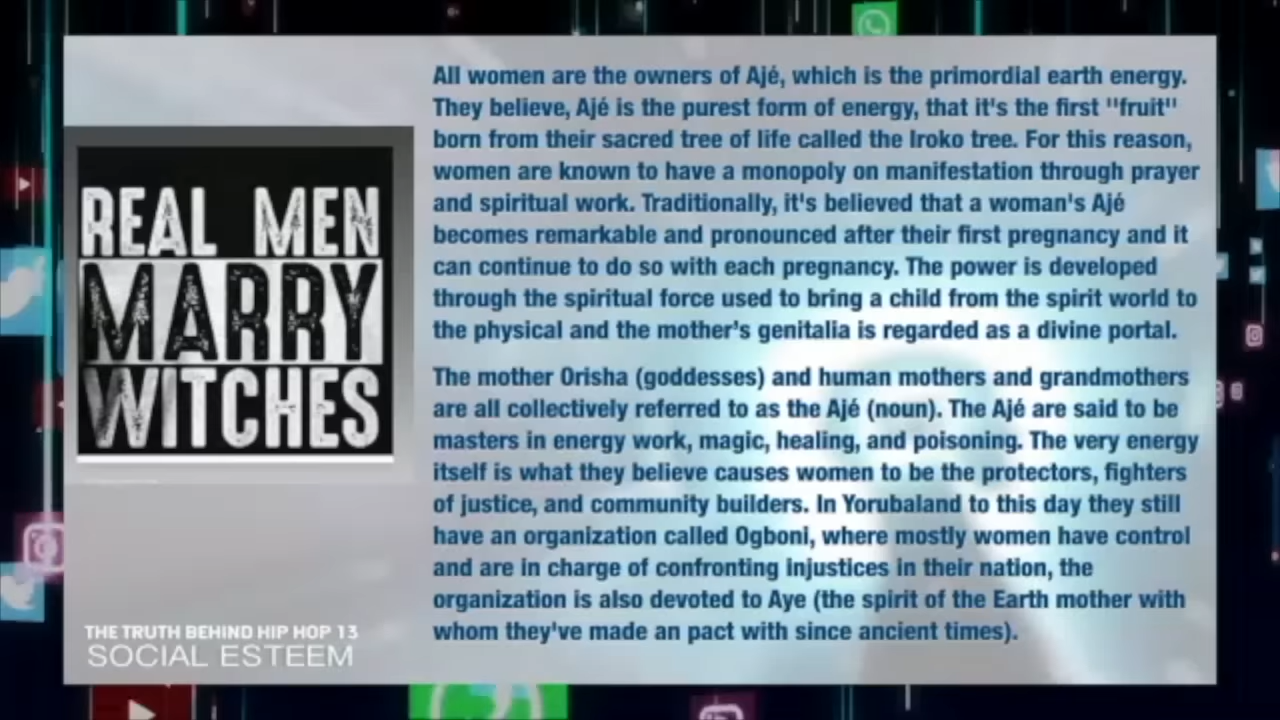 All women are the owners of Ajé, which is the primordial earth energy.
They believe, Ajé is the purest form of energy, that it's the first "fruit"
born from their sacred tree of life called the Iroko tree. For this reason,
women are known to have a monopoly on manifestation through prayer
and spiritual work. Traditionally, it's believed that a woman's Ajé
becomes remarkable and pronounced after their first pregnancy and it
can continue to do so with each pregnancy. The power is developed
through the spiritual force used to bring a child from the spirit world to
the physical and the mother's genitalia is regarded as a divine portal.
The mother Orisha (goddesses) and human mothers and grandmothers
are all collectively referred to as the Ajé (noun). The Ajé are said to be
masters in energy work, magic, healing, and poisoning. The very energy
itself is what they believe causes women to be the protectors, fighters
of justice, and community builders. In Yorubaland to this day they still
have an organization called Ogboni, where mostly women have control
and are in charge of confronting injustices in their nation, the
organization is also devoted to Aye (the spirit of the Earth mother with
whom they've made an pact with since ancient times).
REAL MEN
MARRY
WITCHES
THE TRUTH BEHIND HIP HOP 13
SOCIAL ESTEEM